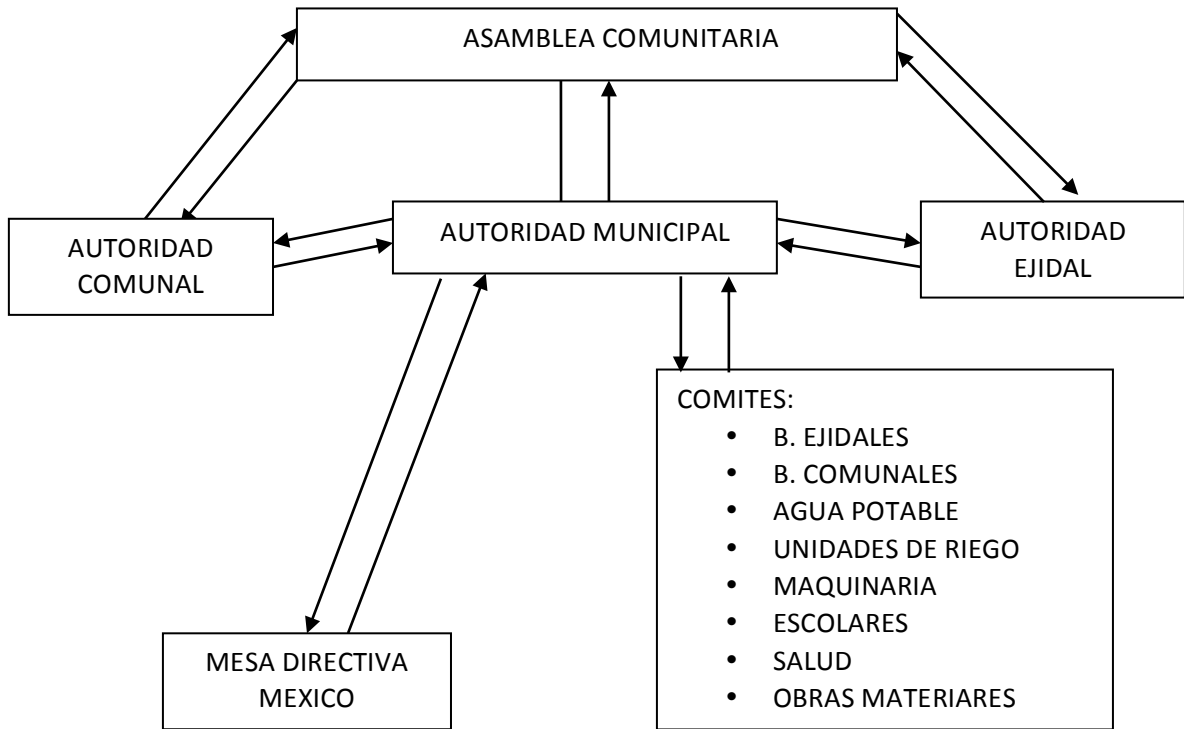 ASAMBLEA COMUNITARIA
AUTORIDAD
COMUNAL
AUTORIDAD MUNICIPAL
AUTORIDAD
EJIDAL
COMITES:
• B. EJIDALES
• B. COMUNALES
• AGUA POTABLE
• UNIDADES DE RIEGO
• MAQUINARIA
• ESCOLARES
• SALUD
• OBRAS MATERIARES
MESA DIRECTIVA
MEXICO